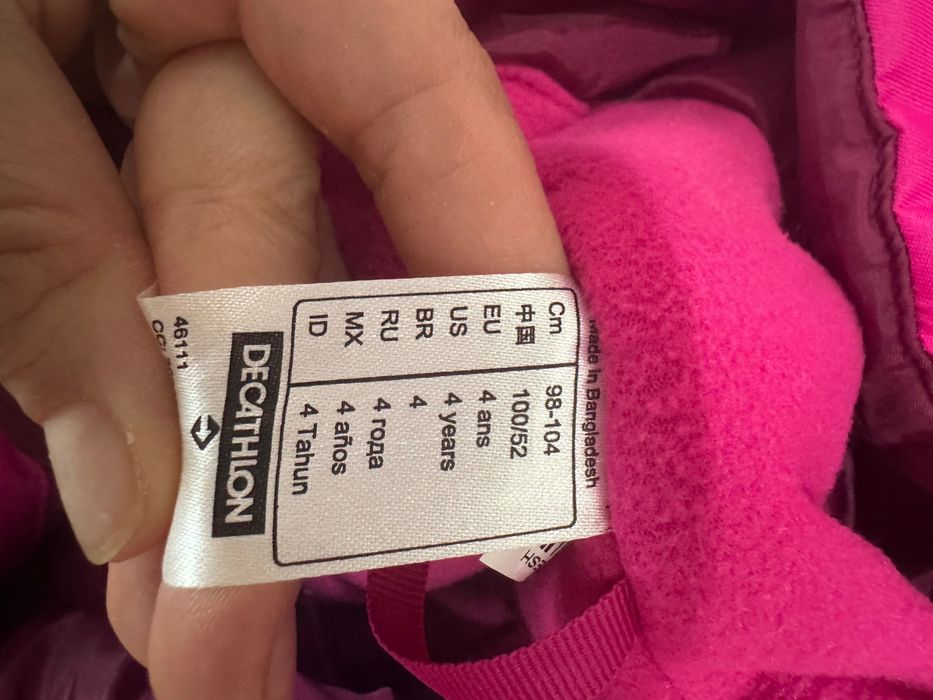 Made in Bangladesh
Cm 98-104
中国 100/52
EU 4 ans
US 4 years
BR 4
RU 4 года
MX 4 años
ID 4 Tahun
DECATHLON
46111